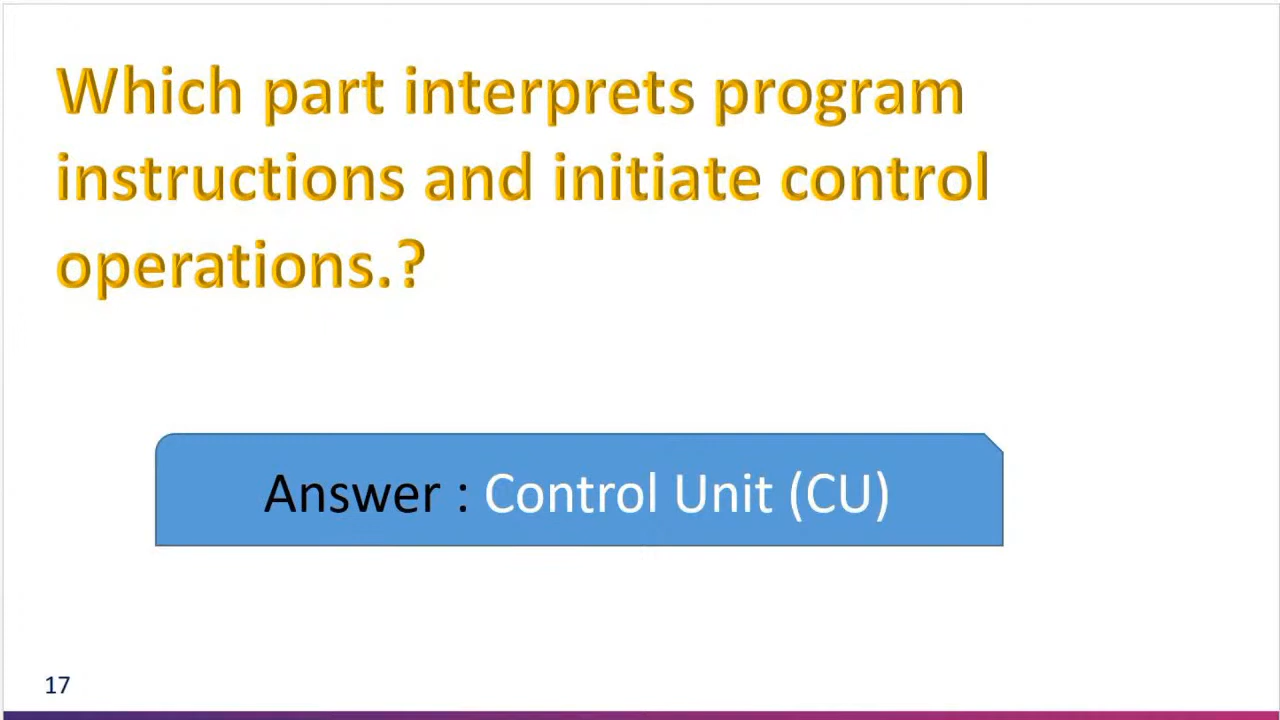 Which part interprets program
instructions and initiate control
operations.?
Answer : Control Unit (CU)
17